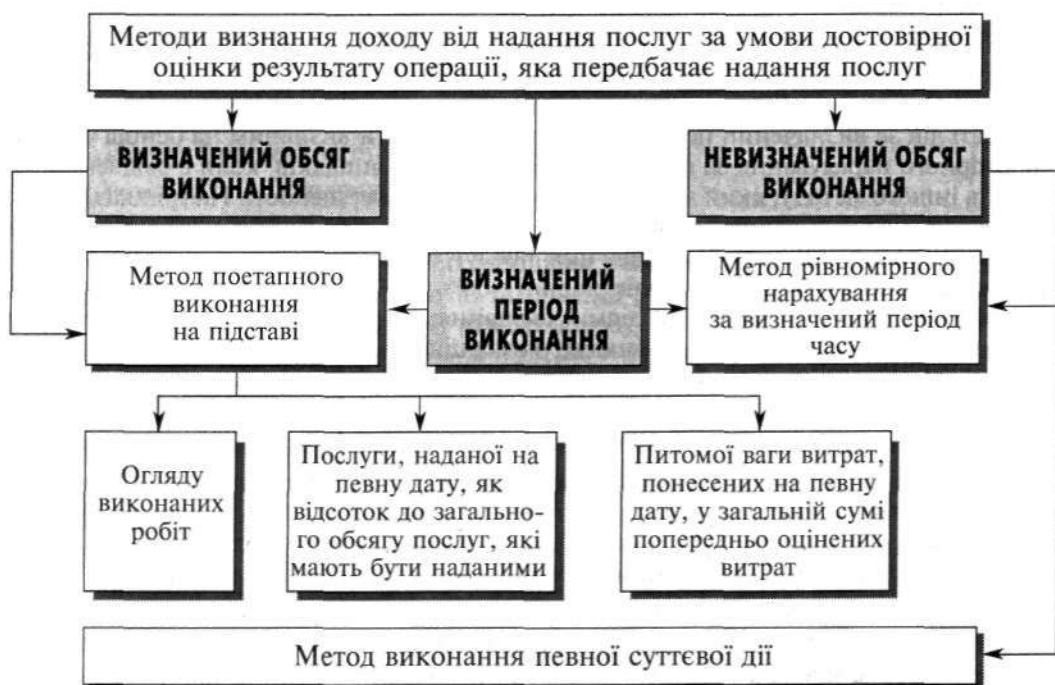 Методи визнання доходу від надання послуг за умови достовірної
оцінки результату операції, яка передбачає надання послуг
ВИЗНАЧЕНИЙ ОБСЯГ
ВИКОНАННЯ
НЕВИЗНАЧЕНИЙ ОБСЯГ
ВИКОНАННЯ
Метод поетапного
виконання
на підставі
ВИЗНАЧЕНИЙ
ПЕРІОД
ВИКОНАННЯ
Метод рівномірного
нарахування
за визначений період
часу
Огляду
виконаних
робіт
Послуги, наданої на
певну дату, як
відсоток до загально-
го обсягу послуг, які
мають бути наданими
Питомої ваги витрат,
понесених на певну
дату, у загальній сумі
попередньо оцінених
витрат
Метод виконання певної суттєвої дії